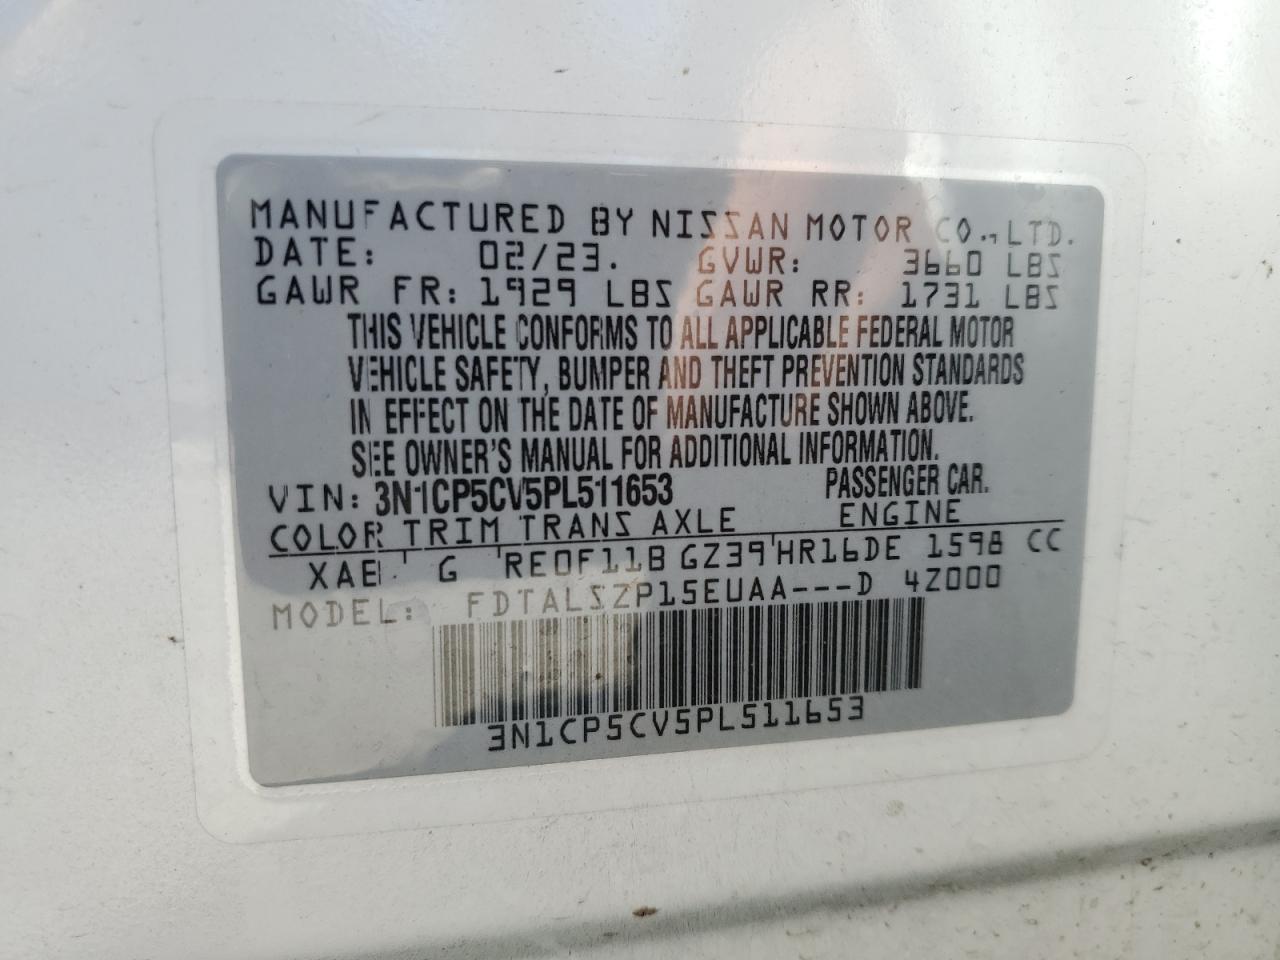 MANUFACTURED BY NISSAN MOTOR CO., LTD.
DATE: 02/23. GVWR: 3660 LBS
GAWR FR: 1929 LBS GAWR RR: 1731 LBS
THIS VEHICLE CONFORMS TO ALL APPLICABLE FEDERAL MOTOR
VEHICLE SAFETY, BUMPER AND THEFT PREVENTION STANDARDS
IN EFFECT ON THE DATE OF MANUFACTURE SHOWN ABOVE.
SEE OWNER'S MANUAL FOR ADDITIONAL INFORMATION.
VIN: 3N1CP5CV5PL511653 PASSENGER CAR.
COLOR TRIM TRANS AXLE ENGINE
XAB G RE0F11B GZ39 HR16DE 1598 CC
MODEL: FDTALSZP15EUAA---D 4Z000
3N1CP5CV5PL511653